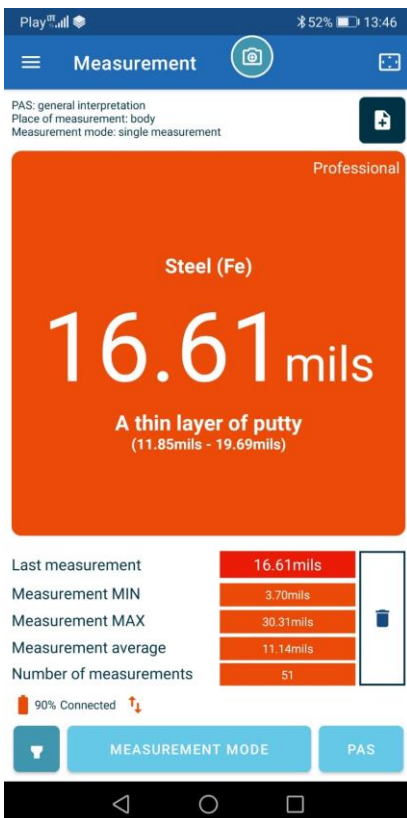 Play
52% 13:46
Measurement
PAS: general interpretation
Place of measurement: body
Measurement mode: single measurement
Professional
Steel (Fe)
16.61 mils
A thin layer of putty
(11.85mils - 19.69mils)
Last measurement 16.61mils
Measurement MIN 3.70mils
Measurement MAX 30.31mils
Measurement average 11.14mils
Number of measurements 51
90% Connected
MEASUREMENT MODE PAS